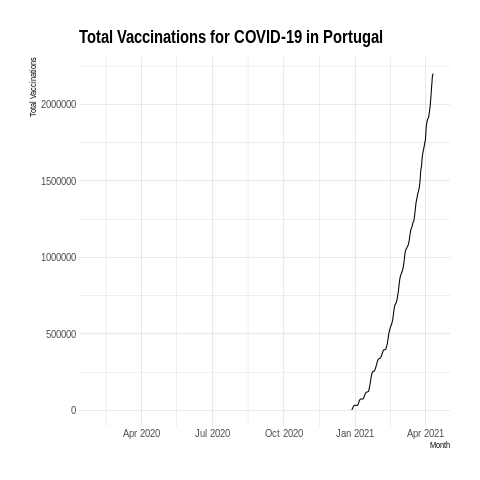 Total Vaccinations for COVID-19 in Portugal
Total Vaccinations
2000000
1500000
1000000
500000
0
Apr 2020 Jul 2020 Oct 2020 Jan 2021 Apr 2021
Month